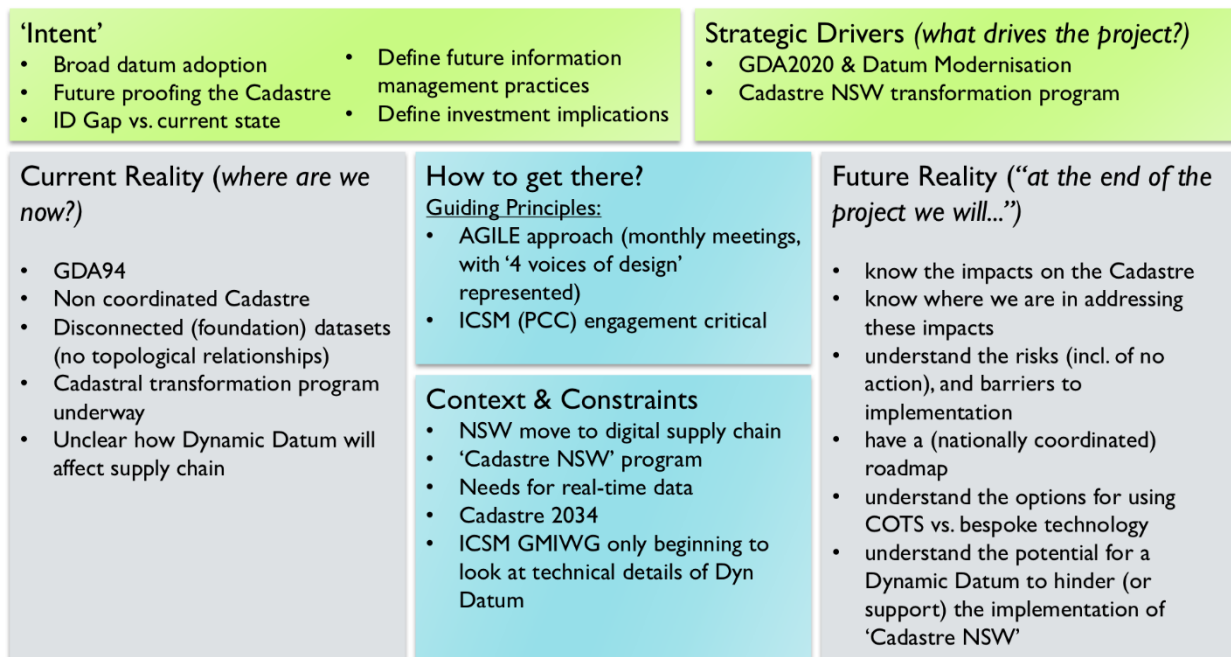 ‘Intent’
• Broad datum adoption
• Future proofing the Cadastre
• ID Gap vs. current state
• Define future information
management practices
• Define investment implications
Strategic Drivers (what drives the project?)
• GDA2020 & Datum Modernisation
• Cadastre NSW transformation program
Current Reality (where are we
now?)
• GDA94
• Non coordinated Cadastre
• Disconnected (foundation) datasets
(no topological relationships)
• Cadastral transformation program
underway
• Unclear how Dynamic Datum will
affect supply chain
How to get there?
Guiding Principles:
• AGILE approach (monthly meetings,
with ‘4 voices of design’
represented)
• ICSM (PCC) engagement critical
Context & Constraints
• NSW move to digital supply chain
• ‘Cadastre NSW’ program
• Needs for real-time data
• Cadastre 2034
• ICSM GMIWG only beginning to
look at technical details of Dyn
Datum
Future Reality (“at the end of the
project we will...”)
• know the impacts on the Cadastre
• know where we are in addressing
these impacts
• understand the risks (incl. of no
action), and barriers to
implementation
• have a (nationally coordinated)
roadmap
• understand the options for using
COTS vs. bespoke technology
• understand the potential for a
Dynamic Datum to hinder (or
support) the implementation of
‘Cadastre NSW’